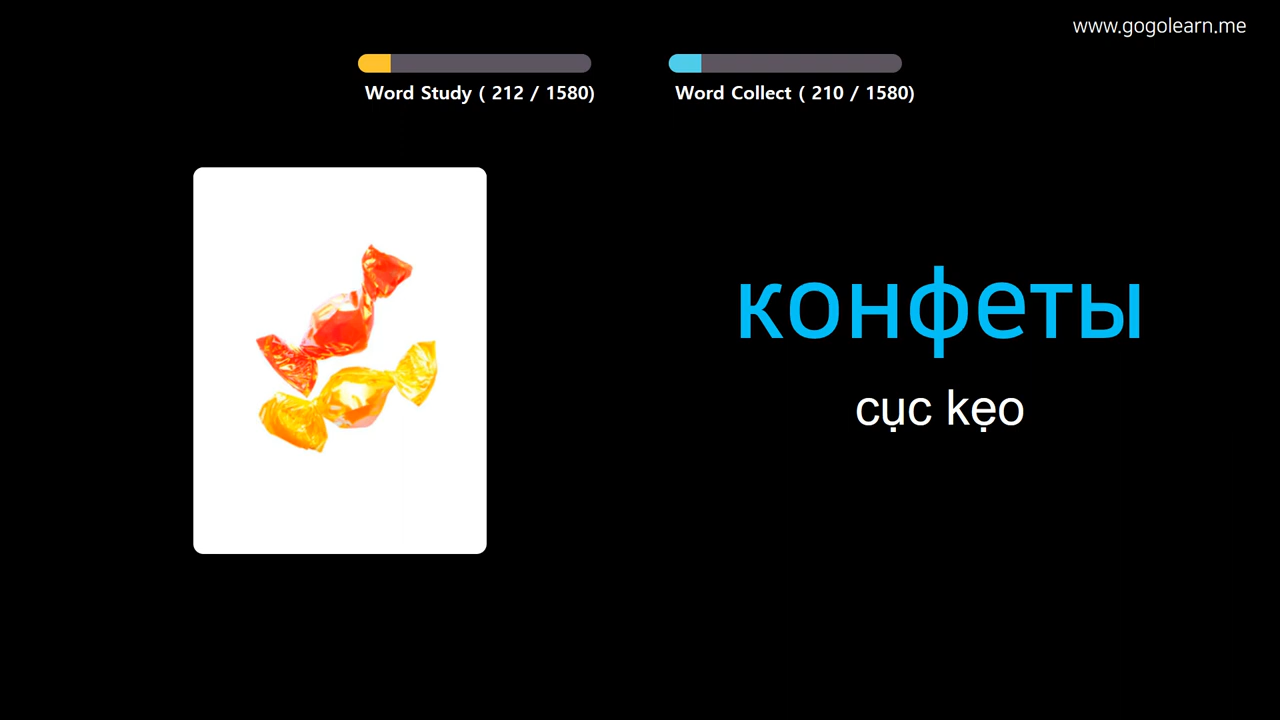 www.gogolearn.me
Word Study ( 212 / 1580)
Word Collect ( 210 / 1580)
конфеты
cục kẹo